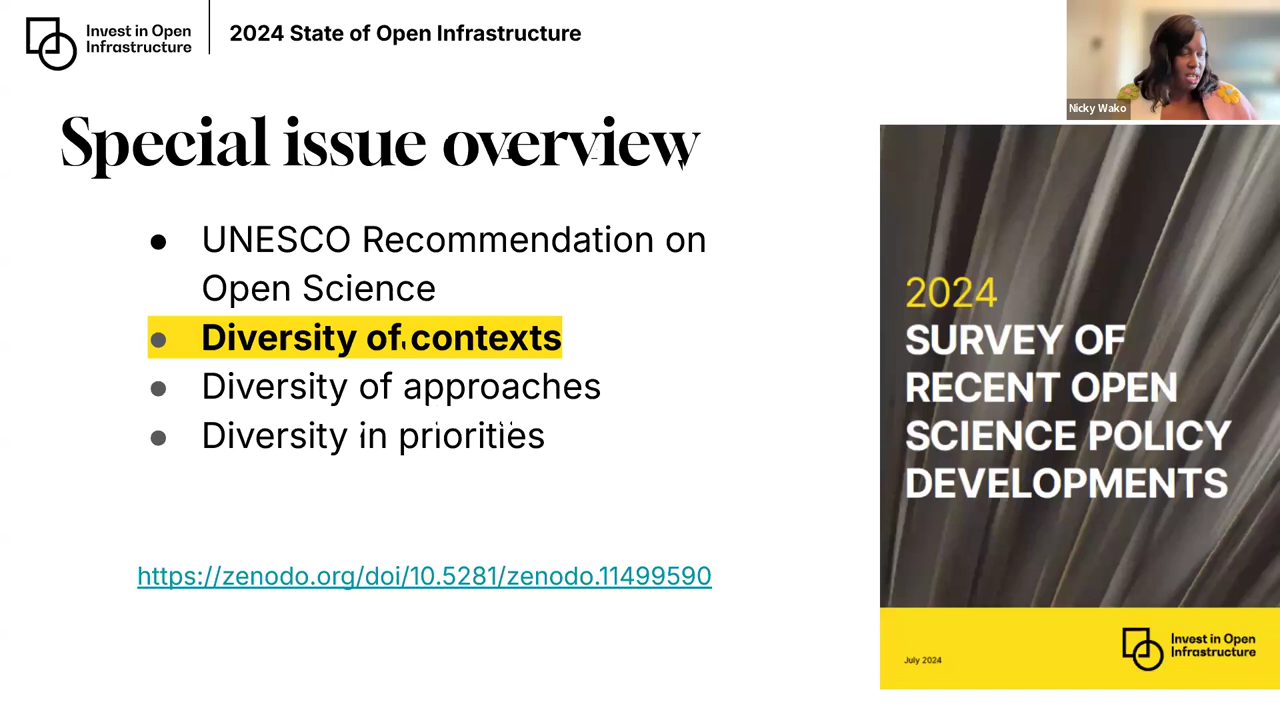 Invest in Open
Infrastructure
2024 State of Open Infrastructure
Nicky Wako
Special issue overview
● UNESCO Recommendation on
Open Science
● Diversity of contexts
● Diversity of approaches
● Diversity in priorities
https://zenodo.org/doi/10.5281/zenodo.11499590
2024
SURVEY OF
RECENT OPEN
SCIENCE POLICY
DEVELOPMENTS
July 2024
Invest in Open
Infrastructure